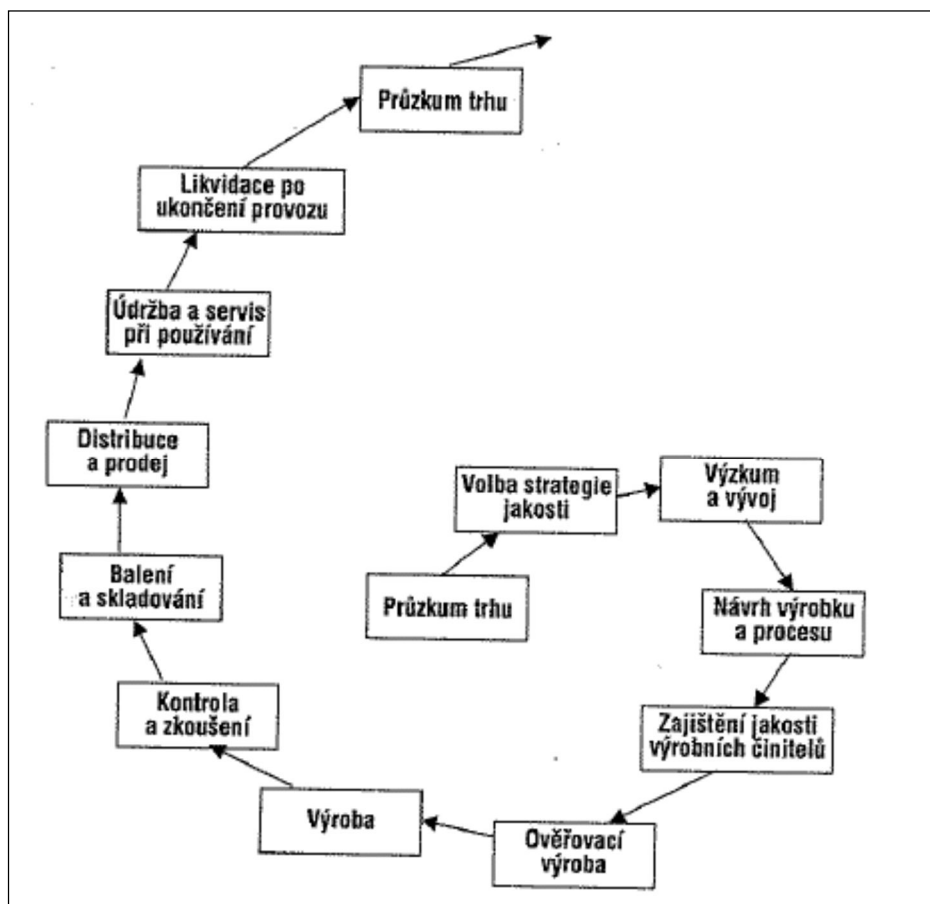 Průzkum trhu
Likvidace po
ukončení provozu
Údržba a servis
při používání
Distribuce
a prodej
Balení
a skladování
Kontrola
a zkoušení
Výroba
Ověřovací
výroba
Zajištění jakosti
výrobních činitelů
Návrh výrobku
a procesu
Výzkum
a vývoj
Volba strategie
jakosti
Průzkum trhu